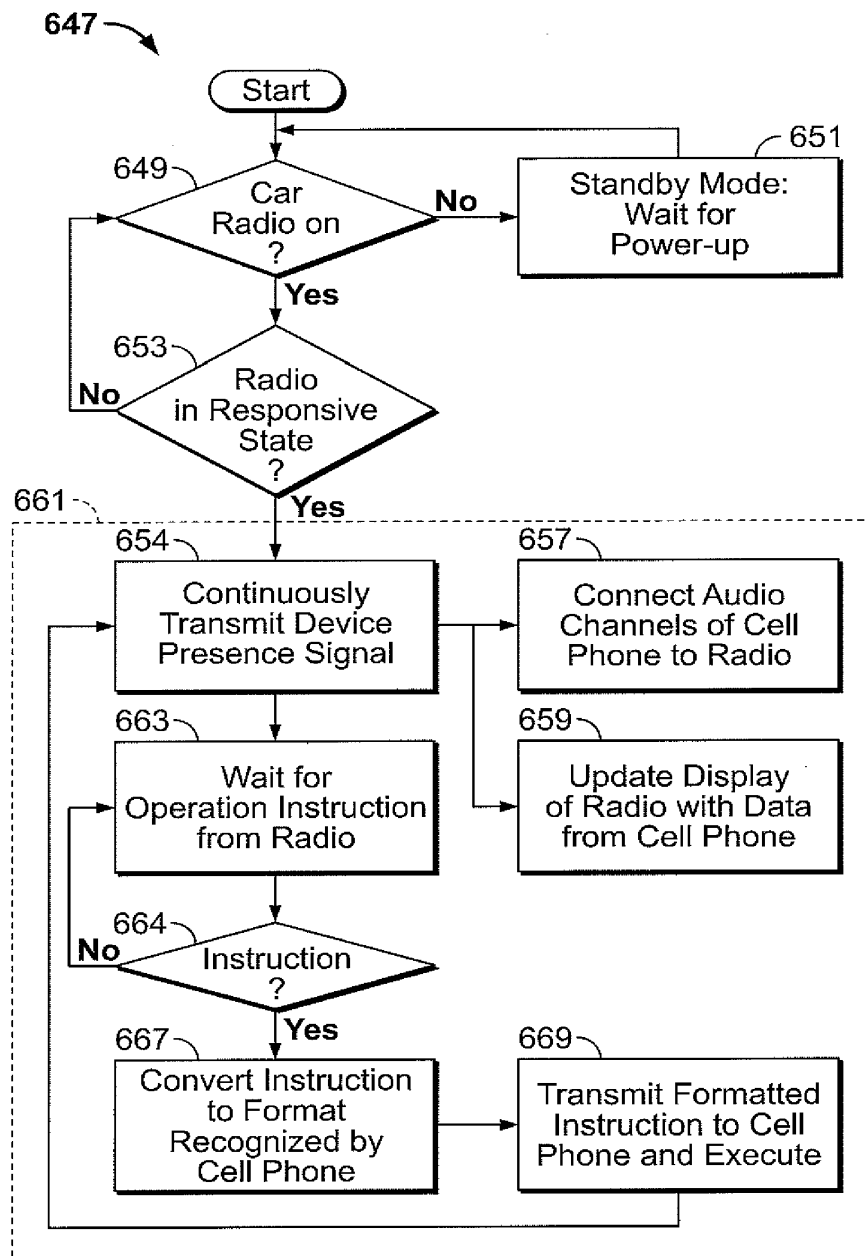 647
Start
649
Car
Radio on
?
No
651
Standby Mode:
Wait for
Power-up
Yes
653
Radio
in Responsive
State
?
No
Yes
661
654
Continuously
Transmit Device
Presence Signal
657
Connect Audio
Channels of Cell
Phone to Radio
663
Wait for
Operation Instruction
from Radio
659
Update Display
of Radio with Data
from Cell Phone
664
No
Instruction
?
Yes
667
Convert Instruction
to Format
Recognized by
Cell Phone
669
Transmit Formatted
Instruction to Cell
Phone and Execute